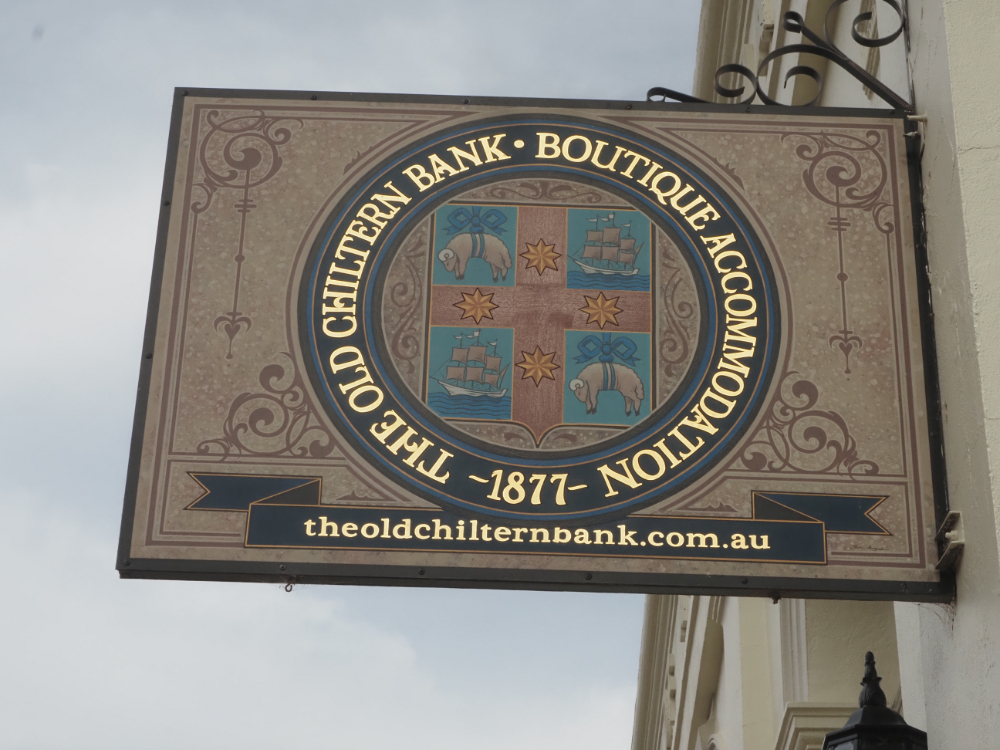 THE OLD CHILTERN BANK • BOUTIQUE ACCOMMODATION
~1877~
theoldchilternbank.com.au